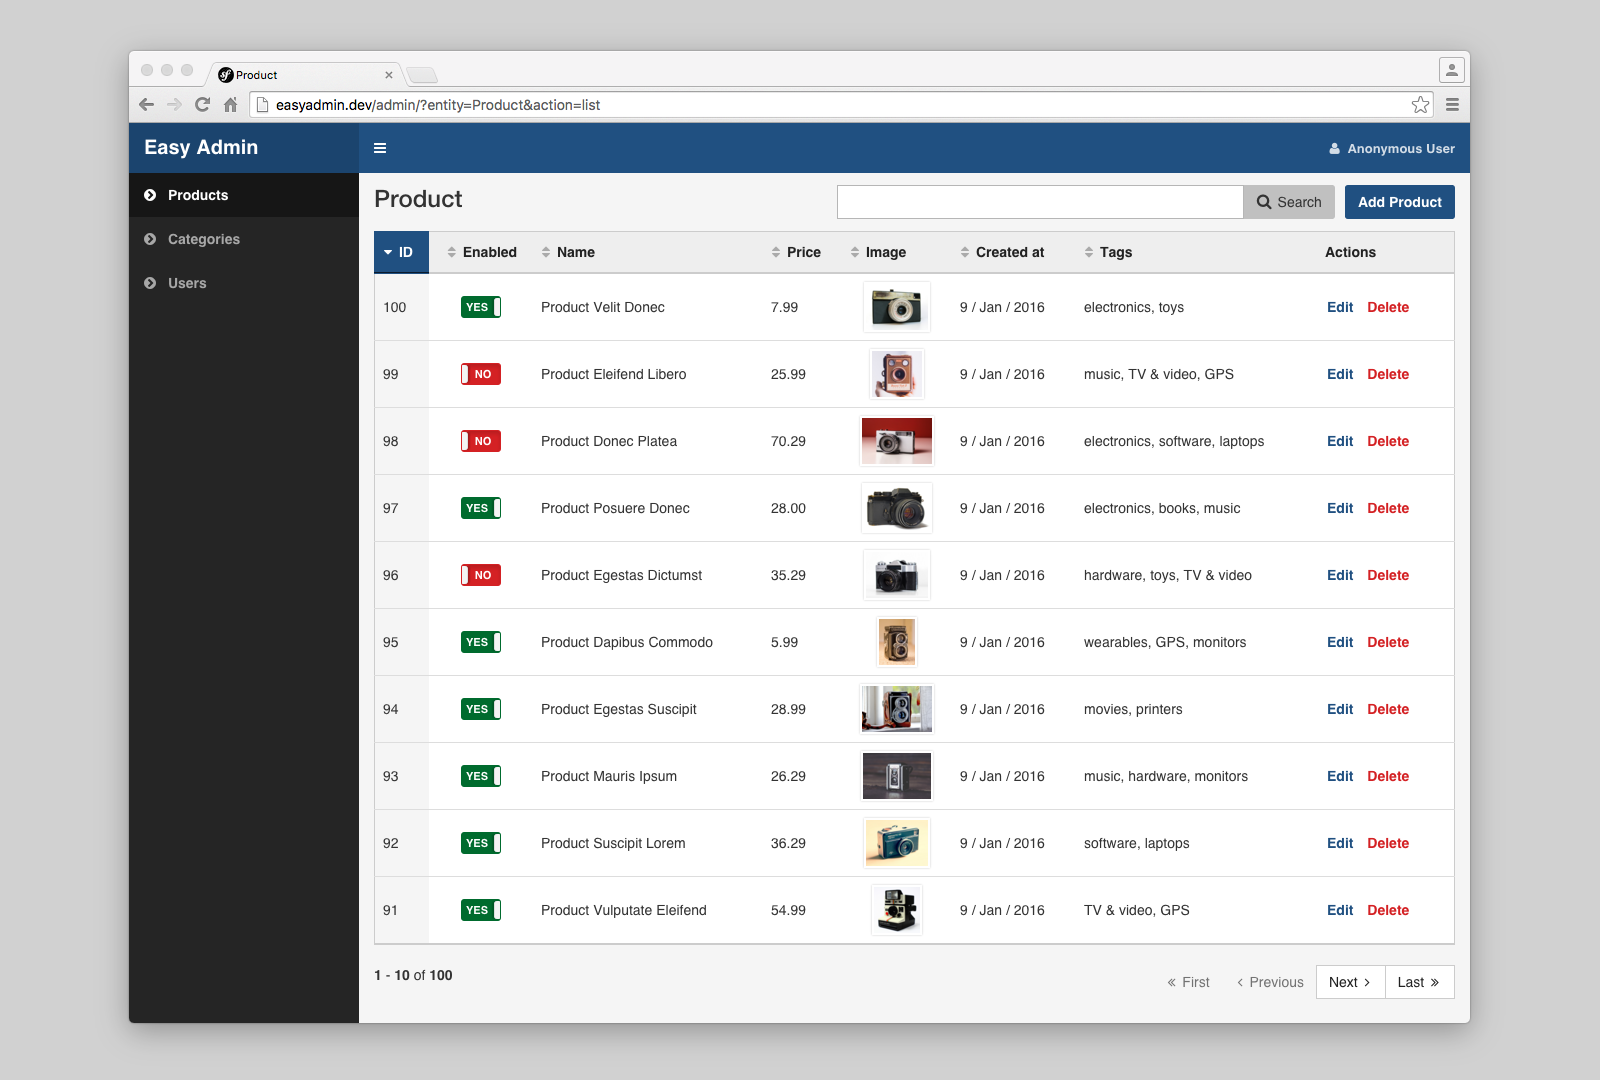 Product
easyadmin.dev/admin/?entity=Product&action=list
Easy Admin
Anonymous User
Products
Categories
Users
Product
Search
Add Product
ID Enabled Name Price Image Created at Tags Actions
100 YES Product Velit Donec 7.99 9 / Jan / 2016 electronics, toys Edit Delete
99 NO Product Eleifend Libero 25.99 9 / Jan / 2016 music, TV & video, GPS Edit Delete
98 NO Product Donec Platea 70.29 9 / Jan / 2016 electronics, software, laptops Edit Delete
97 YES Product Posuere Donec 28.00 9 / Jan / 2016 electronics, books, music Edit Delete
96 NO Product Egestas Dictumst 35.29 9 / Jan / 2016 hardware, toys, TV & video Edit Delete
95 YES Product Dapibus Commodo 5.99 9 / Jan / 2016 wearables, GPS, monitors Edit Delete
94 YES Product Egestas Suscipit 28.99 9 / Jan / 2016 movies, printers Edit Delete
93 YES Product Mauris Ipsum 26.29 9 / Jan / 2016 music, hardware, monitors Edit Delete
92 YES Product Suscipit Lorem 36.29 9 / Jan / 2016 software, laptops Edit Delete
91 YES Product Vulputate Eleifend 54.99 9 / Jan / 2016 TV & video, GPS Edit Delete
1 - 10 of 100
« First ‹ Previous Next › Last »